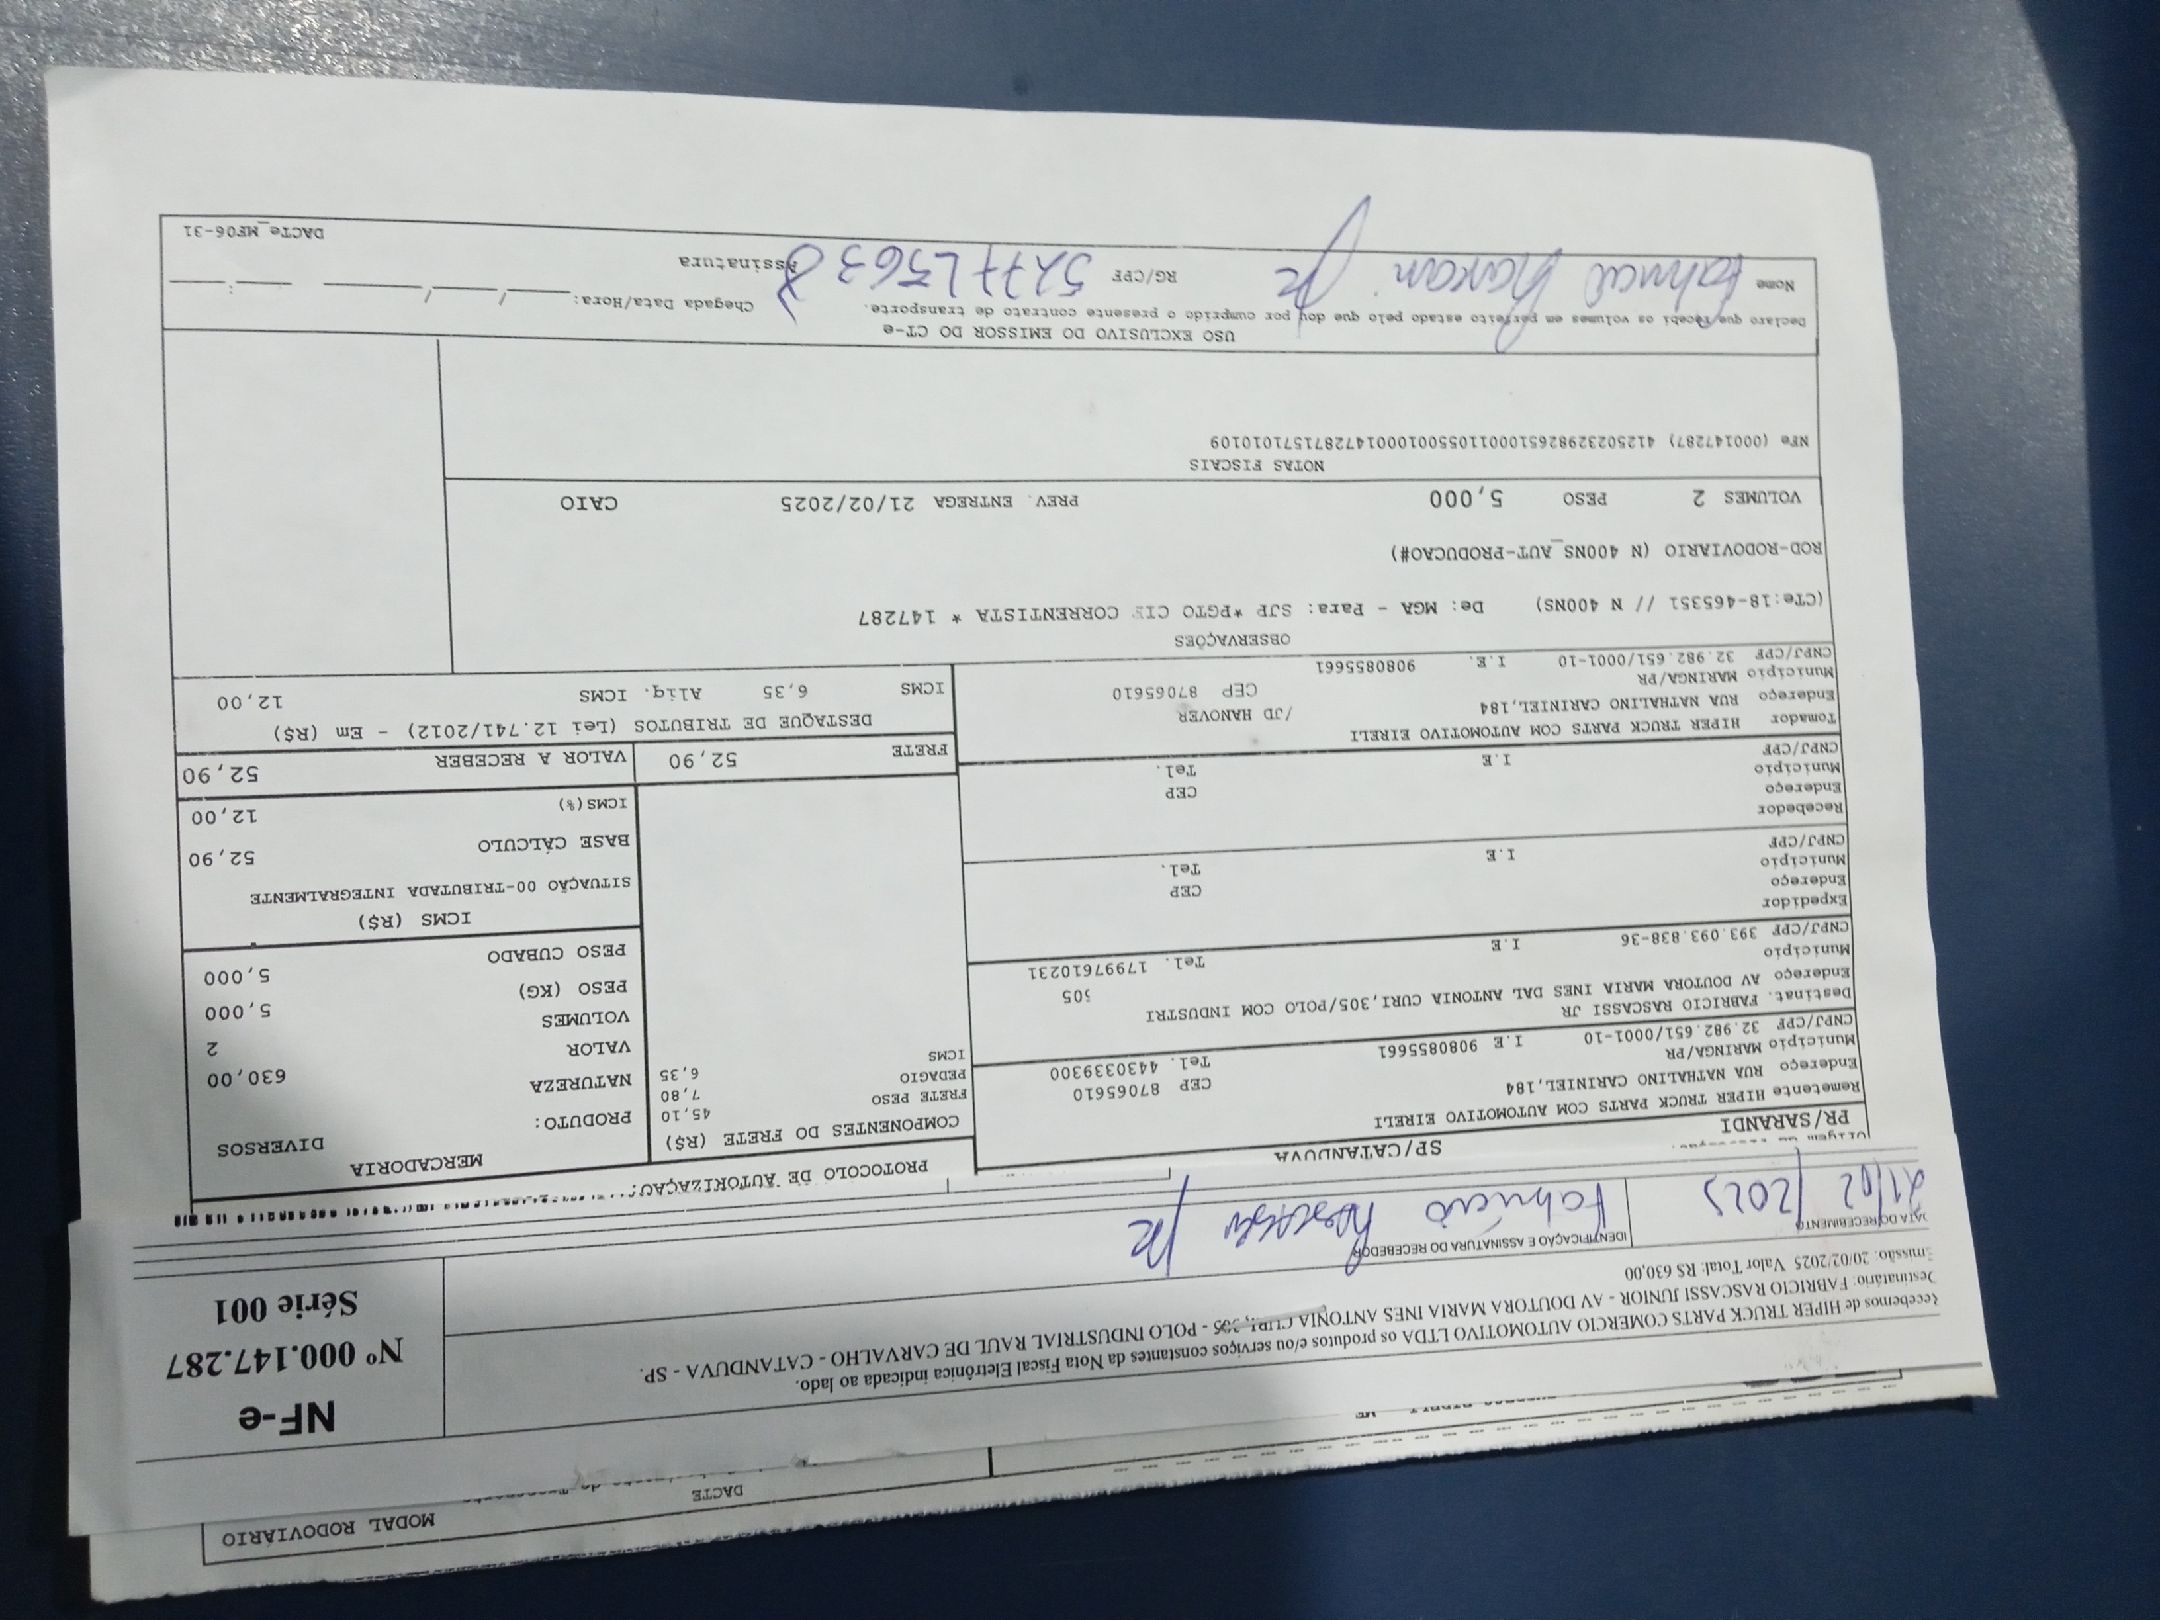 MODAL RODOVIÁRIO
DACTE
NF-e
Nº 000.147.287
Série 001
Recebemos de HIPER TRUCK PARTS COMERCIO AUTOMOTIVO LTDA os produtos e/ou serviços constantes da Nota Fiscal Eletrônica indicada ao lado.
Destinatário: FABRICIO RASCASSI JUNIOR - AV DOUTORA MARIA INES ANTONIA CURI, 305 - POLO INDUSTRIAL RAUL DE CARVALHO - CATANDUVA - SP.
Emissão: 20/02/2025 Valor Total: R$ 630,00
DATA DO RECEBIMENTO
IDENTIFICAÇÃO E ASSINATURA DO RECEBEDOR
21/02/2025
Fabricio Rascassi Jr
PROTOCOLO DE AUTORIZAÇÃO:
PR/SARANDI
SP/CATANDUVA
Remetente HIPER TRUCK PARTS COM AUTOMOTIVO EIRELI
Endereço RUA NATHALINO CARINIEL,184
Município MARINGA/PR CEP 87065610
CNPJ/CPF 32.982.651/0001-10 I.E 9080855661 Tel. 4430339300
Destinat. FABRICIO RASCASSI JR
Endereço AV DOUTORA MARIA INES DAL ANTONIA CURI,305/POLO COM INDUSTRI
Município 305
CNPJ/CPF 393.093.838-36 I.E Tel. 17997610231
Expedidor
Endereço
Município CEP
CNPJ/CPF I.E Tel.
Recebedor
Endereço
Município CEP
CNPJ/CPF I.E Tel.
Tomador HIPER TRUCK PARTS COM AUTOMOTIVO EIRELI
Endereço RUA NATHALINO CARINIEL,184 /JD HANOVER
Município MARINGA/PR CEP 87065610
CNPJ/CPF 32.982.651/0001-10 I.E. 9080855661
COMPONENTES DO FRETE (R$)
FRETE PESO 45,10
PEDAGIO 7,80
ICMS 6,35
MERCADORIA
PRODUTO: DIVERSOS
NATUREZA
VALOR 630,00
VOLUMES 2
PESO (KG) 5,000
PESO CUBADO 5,000
ICMS (R$)
SITUAÇÃO 00-TRIBUTADA INTEGRALMENTE
BASE CÁLCULO 52,90
ICMS(%) 12,00
FRETE 52,90
VALOR A RECEBER 52,90
DESTAQUE DE TRIBUTOS (Lei 12.741/2012) - Em (R$)
ICMS 6,35 Aliq. ICMS 12,00
OBSERVAÇÕES
(CTe:18-465351 // N 400NS) De: MGA - Para: SJP *PGTO CIF CORRENTISTA * 147287
ROD-RODOVIARIO (N 400NS_AUT-PRODUCAO#)
VOLUMES 2 PESO 5,000 PREV. ENTREGA 21/02/2025 CAIO
NOTAS FISCAIS
NFe (000147287) 41250232982651000110550010001472871571010109
USO EXCLUSIVO DO EMISSOR DO CT-e
Declaro que recebi os volumes em perfeito estado pelo que dou por cumprido o presente contrato de transporte.
Chegada Data/Hora: ___/___/___ ___:___
Nome RG/CPF Assinatura
DACTe_MF06-31